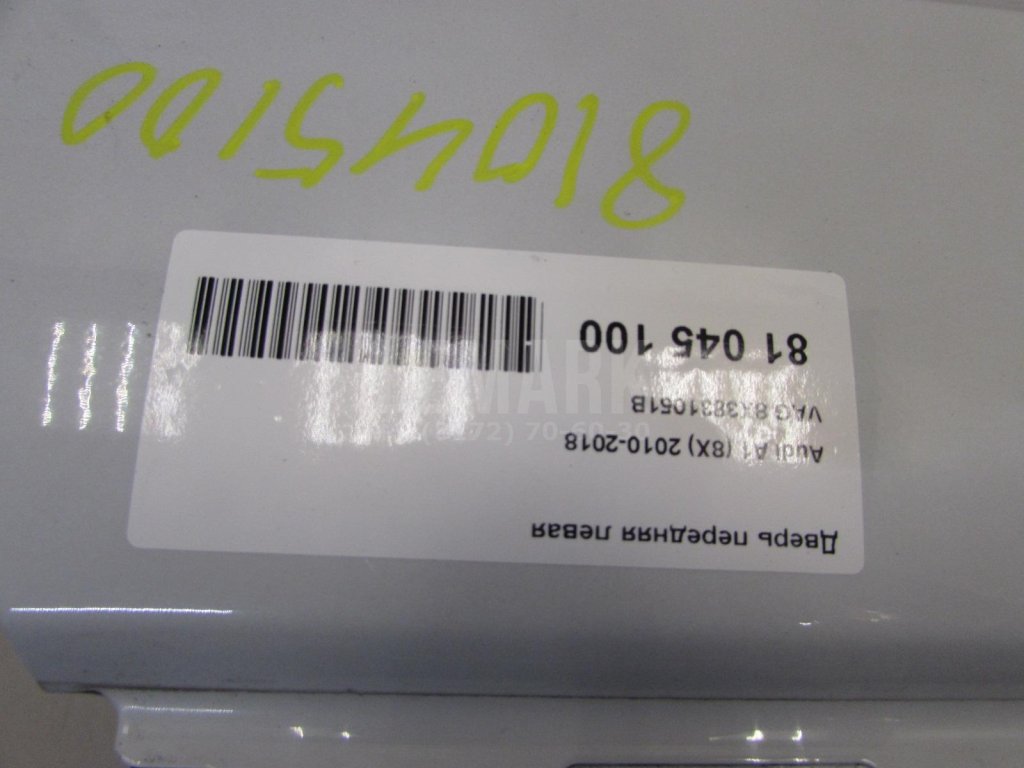 Дверь передняя левая
Audi A1 (8X) 2010-2018
VAG 8X3831051B
81 045 100
81045100